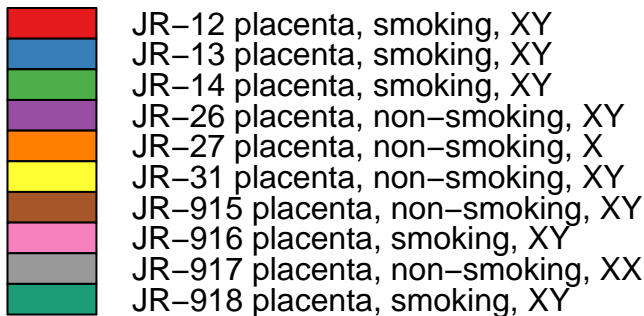 JR−12 placenta, smoking, XY
JR−13 placenta, smoking, XY
JR−14 placenta, smoking, XY
JR−26 placenta, non−smoking, XY
JR−27 placenta, non−smoking, X
JR−31 placenta, non−smoking, XY
JR−915 placenta, non−smoking, XY
JR−916 placenta, smoking, XY
JR−917 placenta, non−smoking, XX
JR−918 placenta, smoking, XY